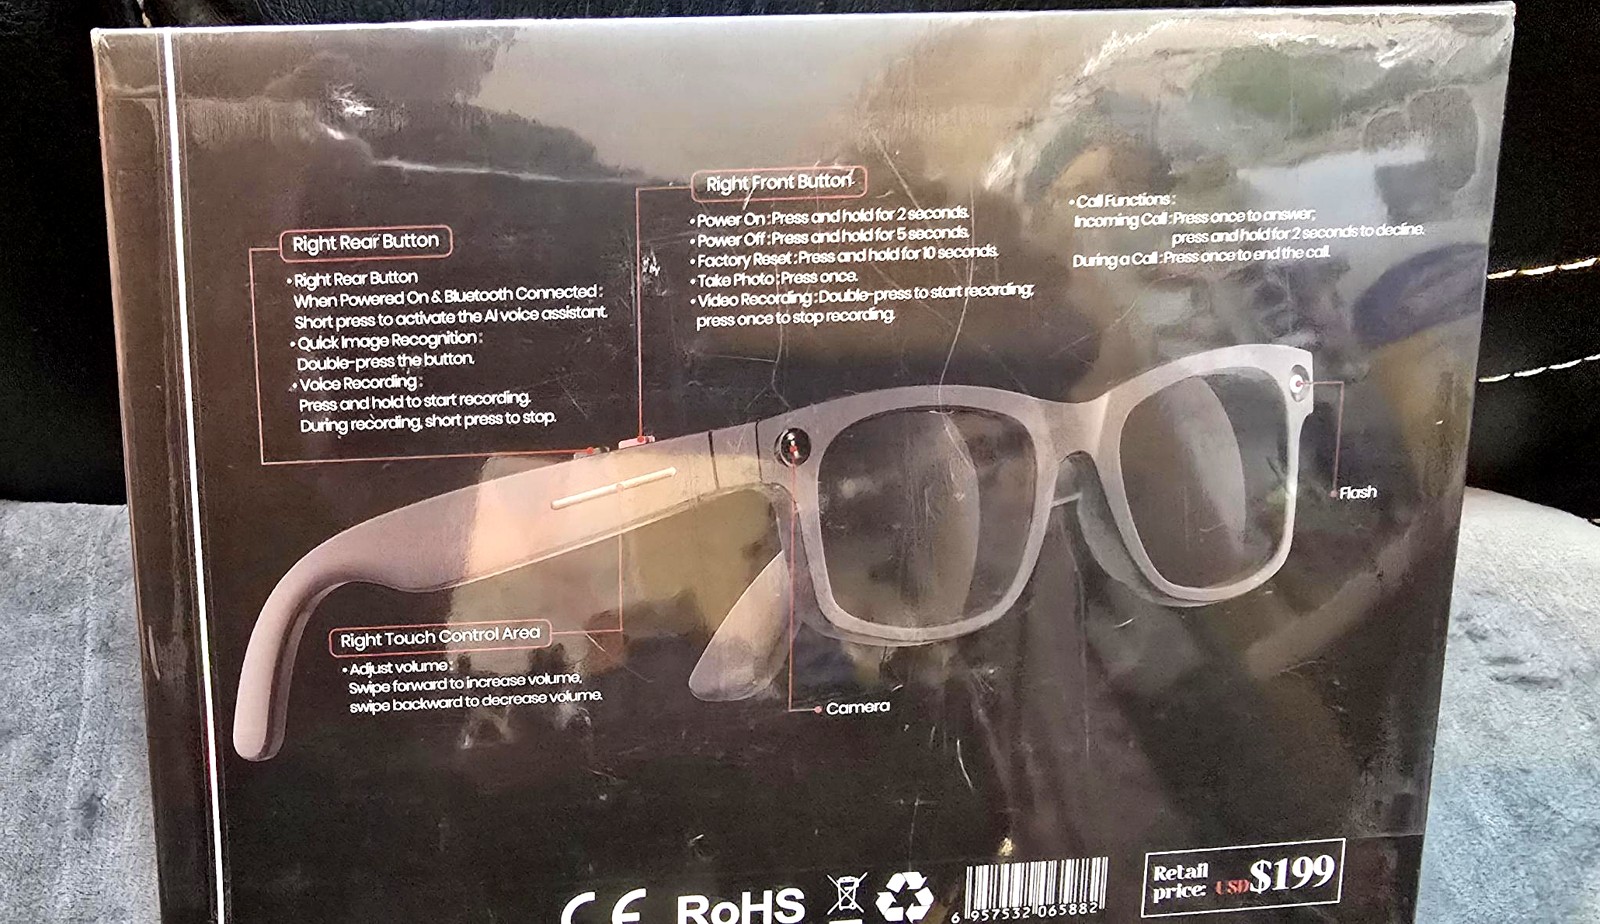 Right Rear Button
• Right Rear Button
When Powered On & Bluetooth Connected :
Short press to activate the AI voice assistant.
• Quick Image Recognition :
Double-press the button.
• Voice Recording :
Press and hold to start recording.
During recording, short press to stop.
Right Front Button
• Power On : Press and hold for 2 seconds.
• Power Off : Press and hold for 5 seconds.
• Factory Reset : Press and hold for 10 seconds.
• Take Photo : Press once.
• Video Recording : Double-press to start recording;
press once to stop recording.
• Call Functions :
Incoming Call : Press once to answer;
press and hold for 2 seconds to decline.
During a Call : Press once to end the call.
Flash
Right Touch Control Area
• Adjust volume :
Swipe forward to increase volume,
swipe backward to decrease volume.
Camera
CE RoHS
6 957532 065882
Retail
price: USD $199